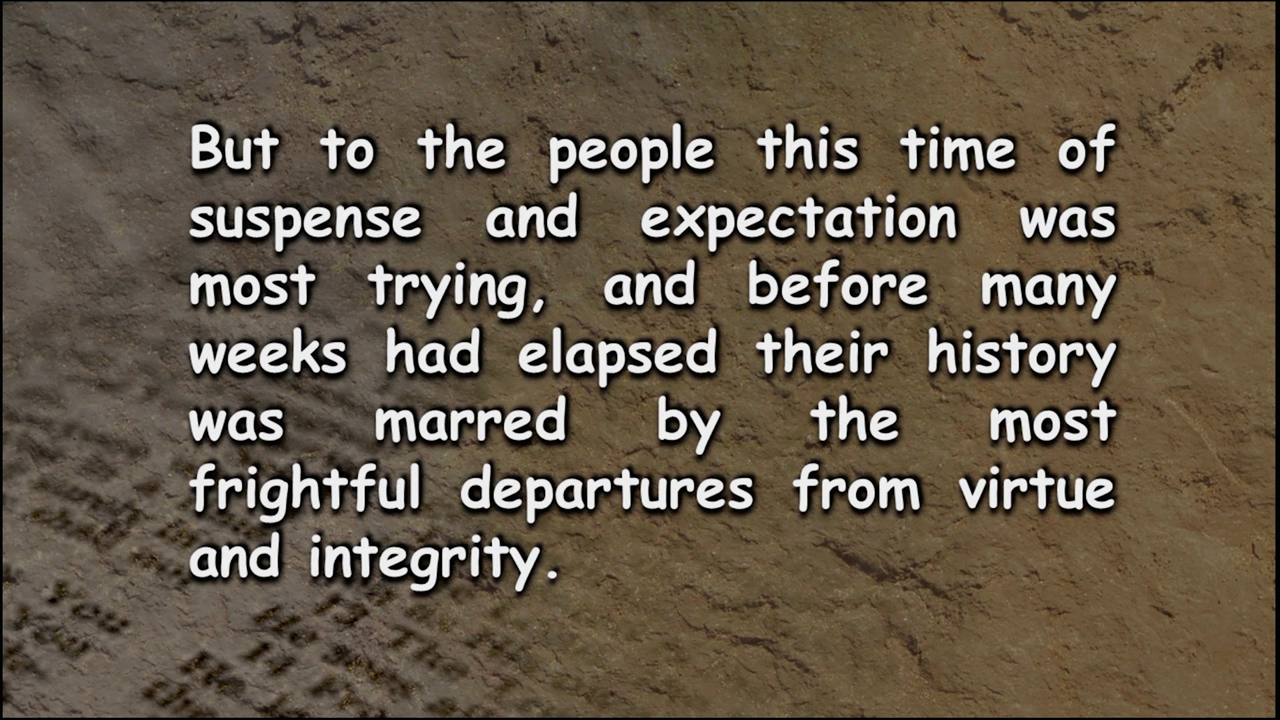 But to the people this time of
suspense and expectation was
most trying, and before many
weeks had elapsed their history
was marred by the most
frightful departures from virtue
and integrity.